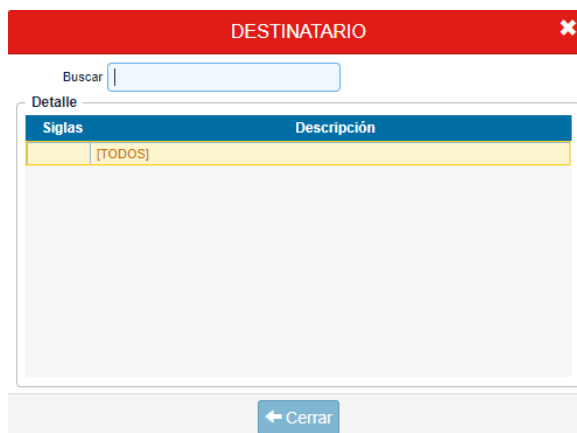 DESTINATARIO
Buscar
Detalle
Siglas Descripción
[TODOS]
Cerrar